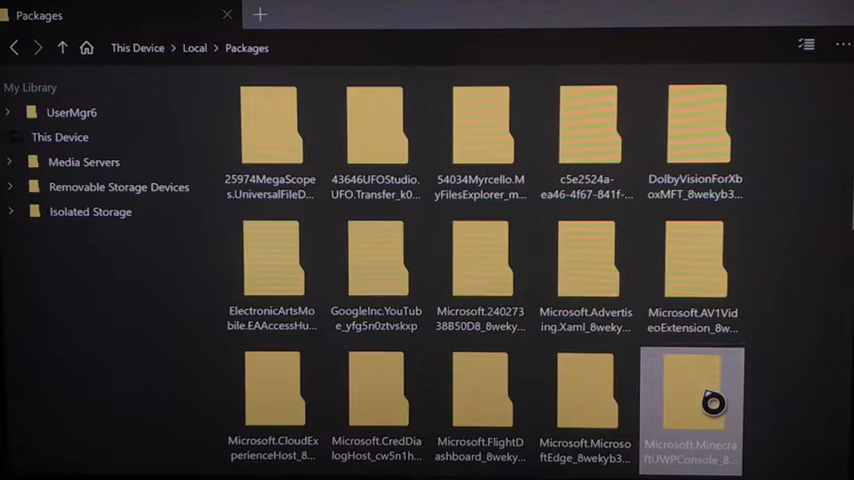 Packages
This Device > Local > Packages
My Library
UserMgr6
This Device
Media Servers
Removable Storage Devices
Isolated Storage
25974MegaScope
s.UniversalFileD...
43646UFOStudio.
UFO.Transfer_k0...
54034Myrcello.M
yFilesExplorer_m...
c5e2524a-
ea46-4f67-841f-...
DolbyVisionForXb
oxMFT_8wekyb3...
ElectronicArtsMo
bile.EAAccessHu...
GoogleInc.YouTub
e_yfg5n0ztvskxp
Microsoft.240273
38B50D8_8weky...
Microsoft.Advertis
ing.Xaml_8weky...
Microsoft.AV1Vid
eoExtension_8w...
Microsoft.CloudEx
perienceHost_8...
Microsoft.CredDia
logHost_cw5n1h...
Microsoft.FlightD
ashboard_8weky...
Microsoft.Microso
ftEdge_8wekyb3...
Microsoft.Minecra
ftUWPConsole_8...